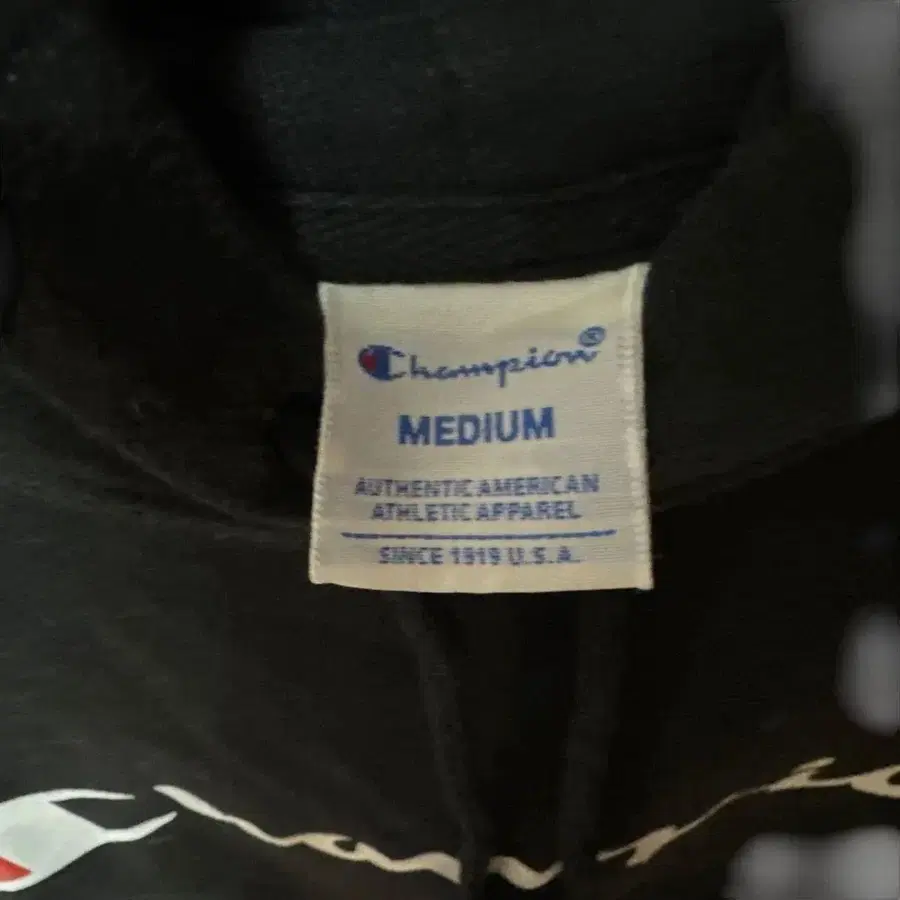 Champion®
MEDIUM
AUTHENTIC AMERICAN
ATHLETIC APPAREL
SINCE 1919 U.S.A.